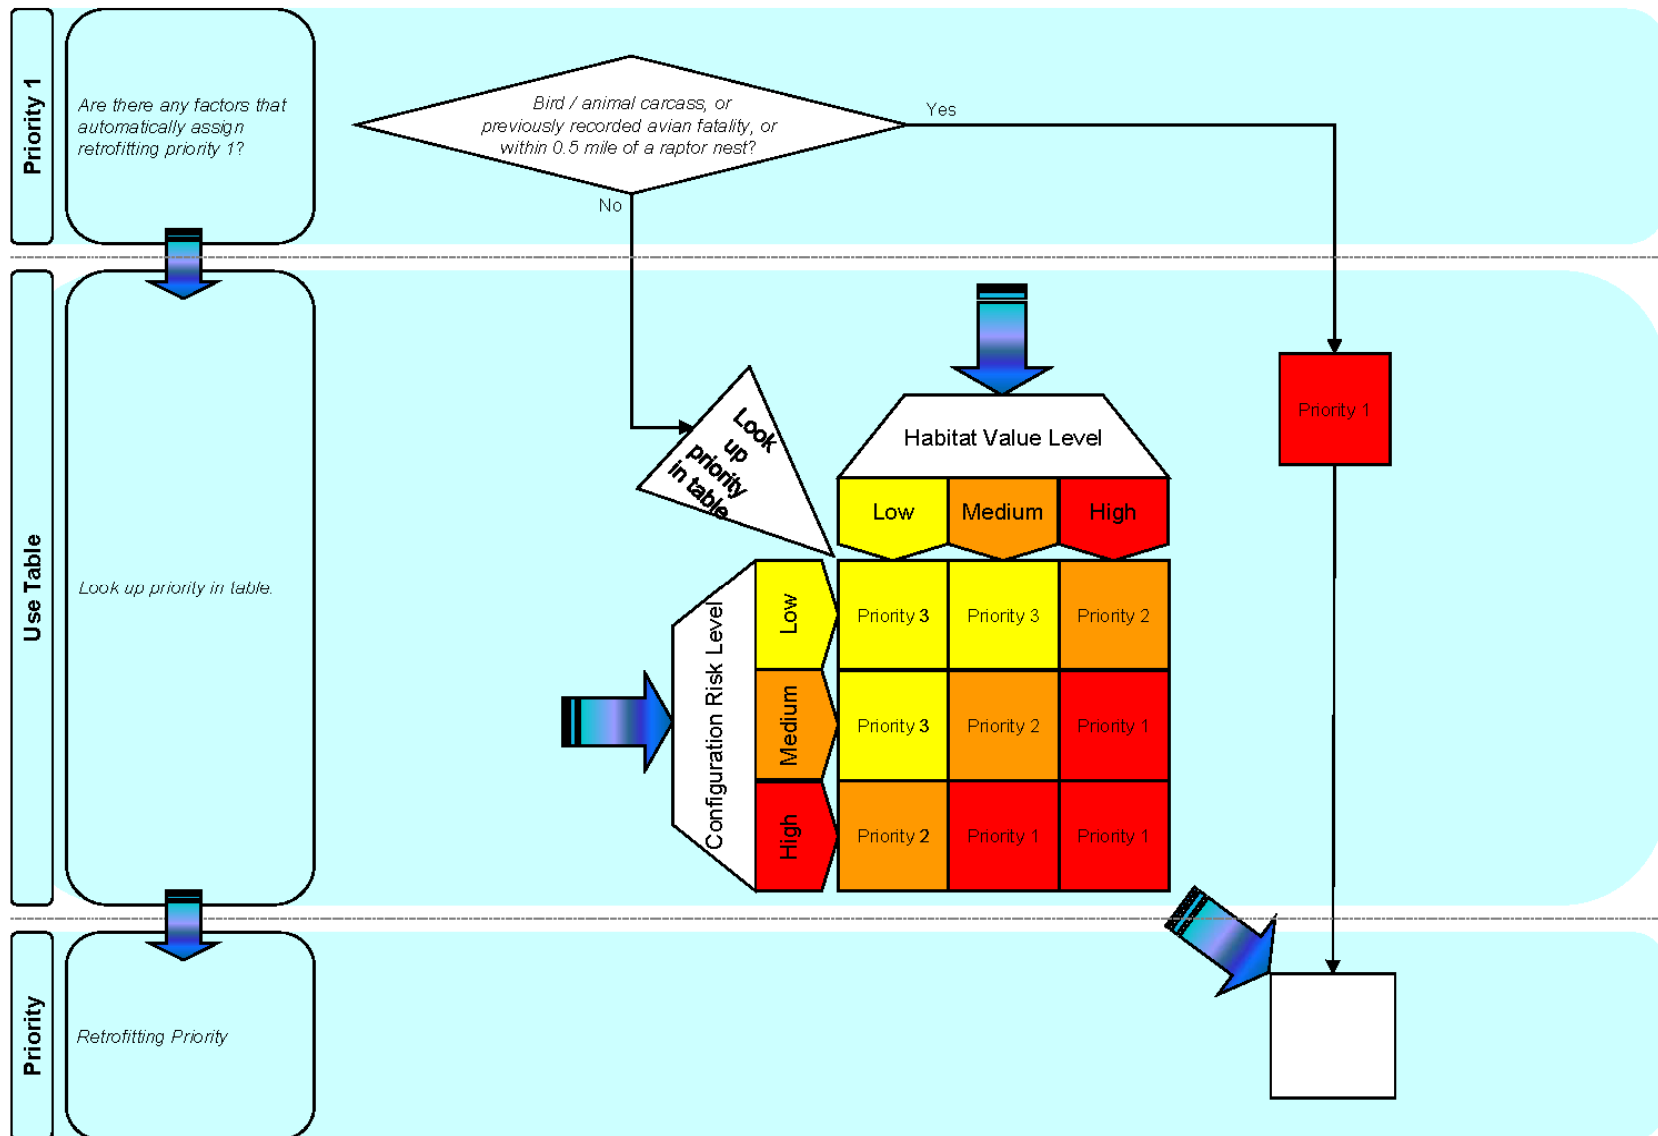 Priority 1
Are there any factors that
automatically assign
retrofitting priority 1?
Bird / animal carcass, or
previously recorded avian fatality, or
within 0.5 mile of a raptor nest?
Yes
No
Use Table
Look up priority in table.
Look
up
priority
in table
Habitat Value Level
Low
Medium
High
Priority 1
Configuration Risk Level
Low
Priority 3
Priority 3
Priority 2
Medium
Priority 3
Priority 2
Priority 1
High
Priority 2
Priority 1
Priority 1
Priority
Retrofitting Priority